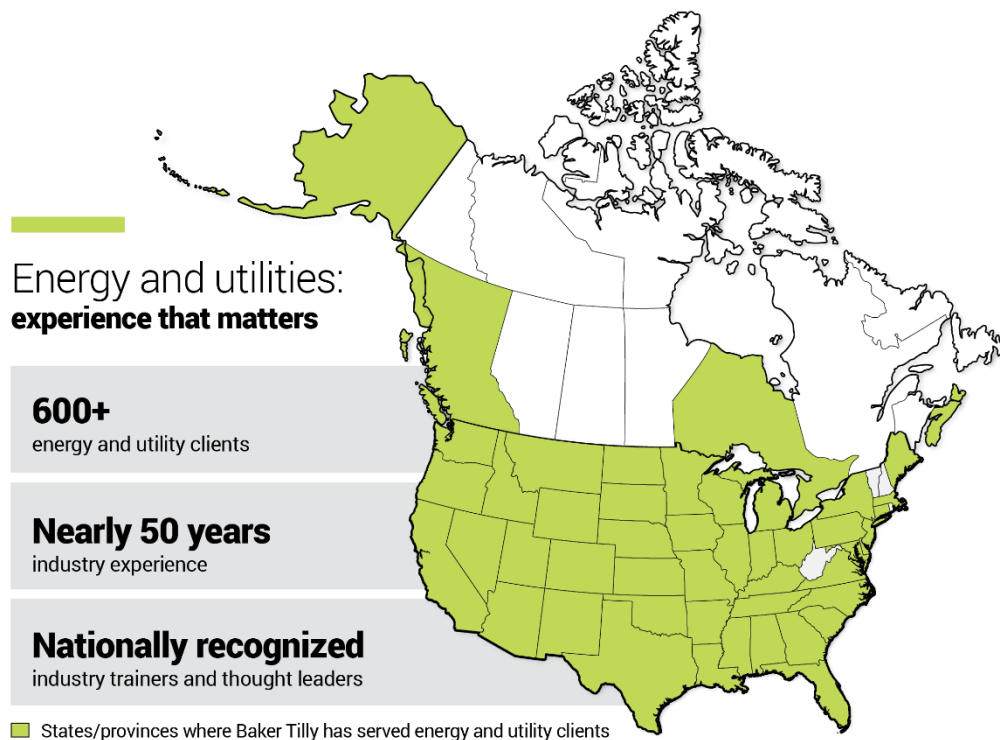 Energy and utilities:
experience that matters
600+
energy and utility clients
Nearly 50 years
industry experience
Nationally recognized
industry trainers and thought leaders
States/provinces where Baker Tilly has served energy and utility clients